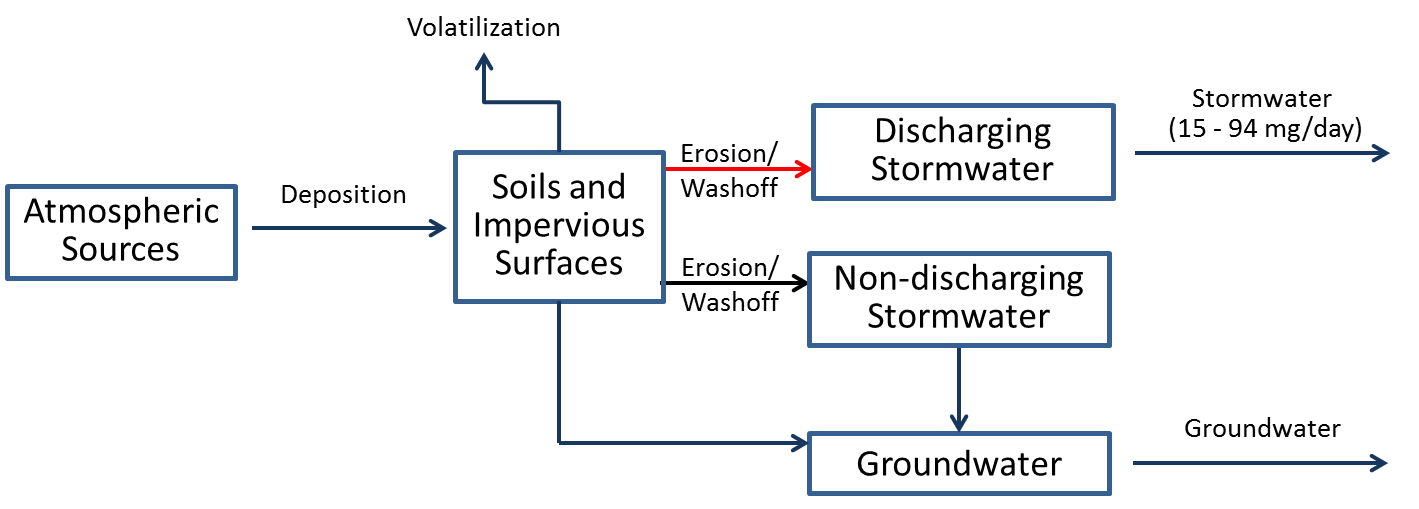 Volatilization
Atmospheric
Sources
Deposition
Soils and
Impervious
Surfaces
Erosion/
Washoff
Discharging
Stormwater
Stormwater
(15 - 94 mg/day)
Erosion/
Washoff
Non-discharging
Stormwater
Groundwater
Groundwater